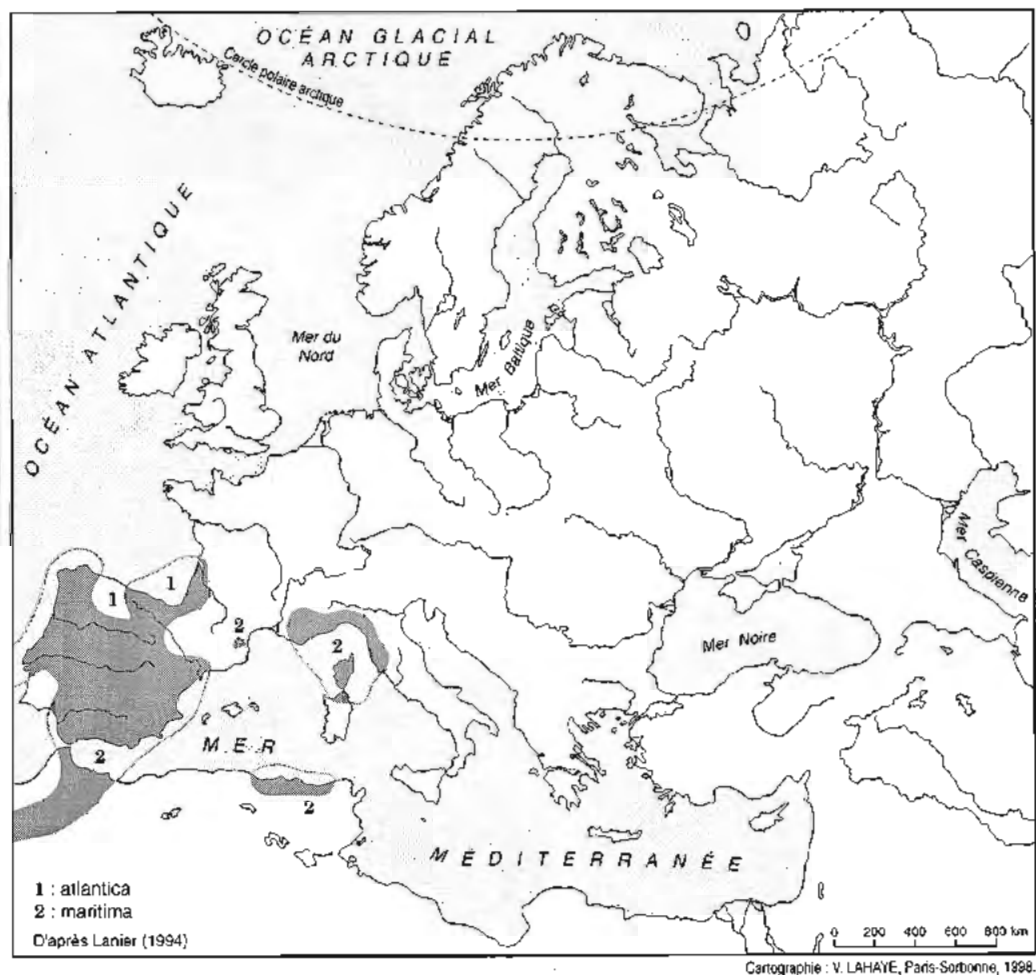 OCÉAN GLACIAL
ARCTIQUE
Cercle polaire arctique
OCÉAN ATLANTIQUE
Mer du
Nord
Mer Baltique
Mer Caspienne
1
1
2
2
Mer Noire
MER
2
2
MÉDITERRANÉE
1 : atlantica
2 : maritima
D'après Lanier (1994)
0 200 400 600 800 km
Cartographie : V. LAHAYE, Paris-Sorbonne, 1998.